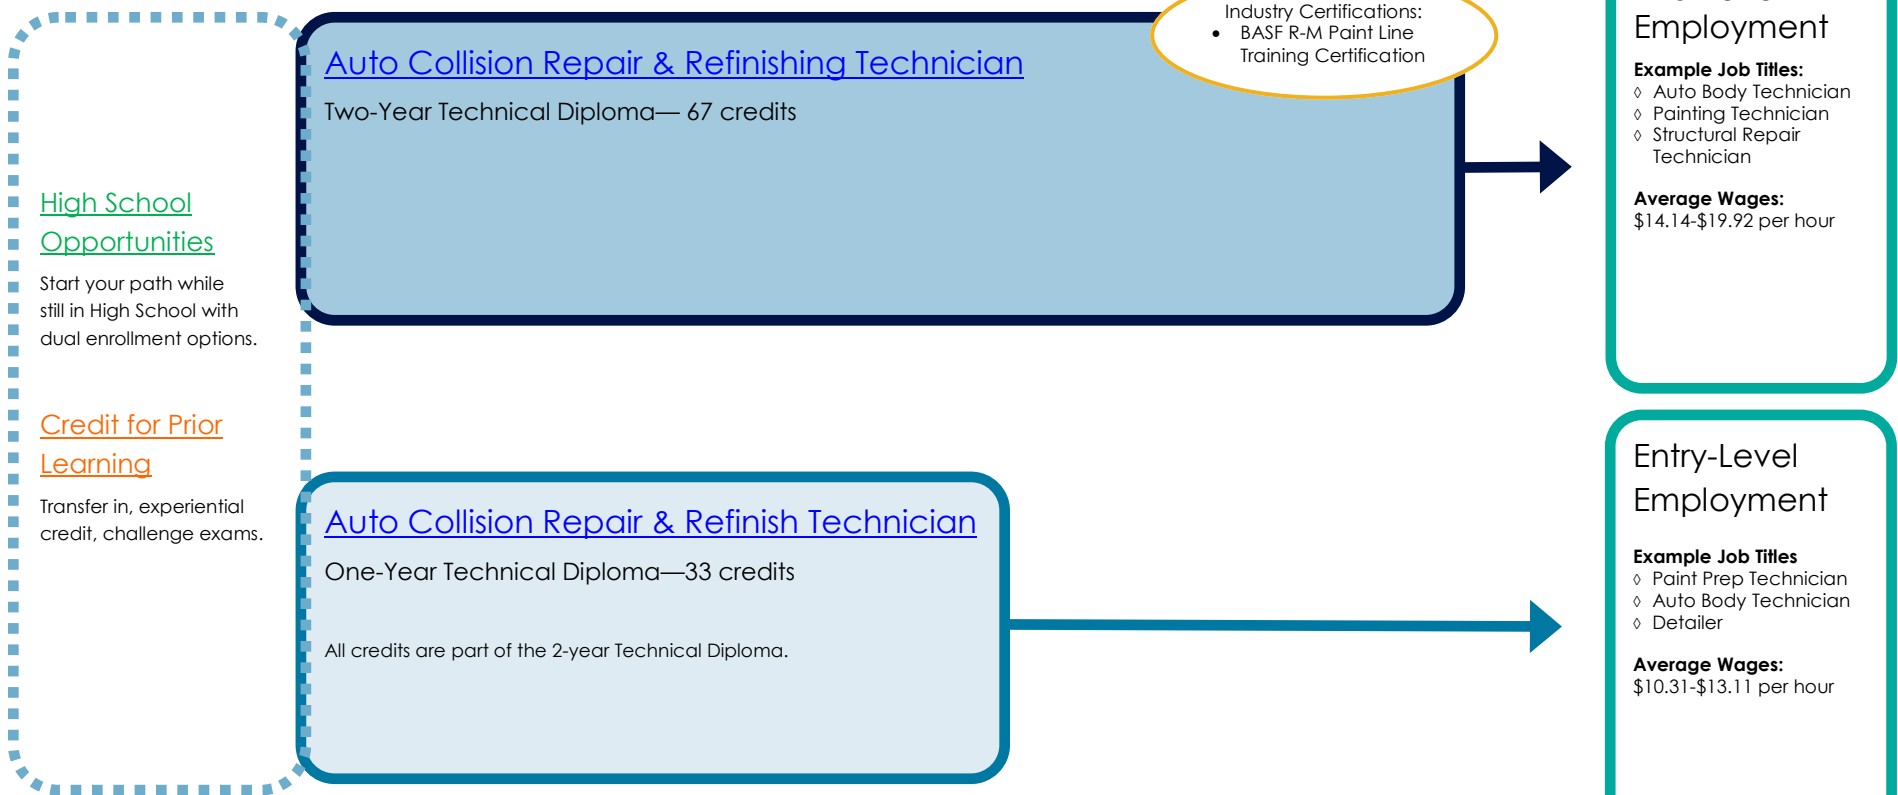 High School
Opportunities
Start your path while
still in High School with
dual enrollment options.
Credit for Prior
Learning
Transfer in, experiential
credit, challenge exams.
Auto Collision Repair & Refinishing Technician
Two-Year Technical Diploma— 67 credits
Industry Certifications:
• BASF R-M Paint Line
Training Certification
Employment
Example Job Titles:
◊ Auto Body Technician
◊ Painting Technician
◊ Structural Repair
Technician
Average Wages:
$14.14-$19.92 per hour
Auto Collision Repair & Refinish Technician
One-Year Technical Diploma—33 credits
All credits are part of the 2-year Technical Diploma.
Entry-Level
Employment
Example Job Titles
◊ Paint Prep Technician
◊ Auto Body Technician
◊ Detailer
Average Wages:
$10.31-$13.11 per hour